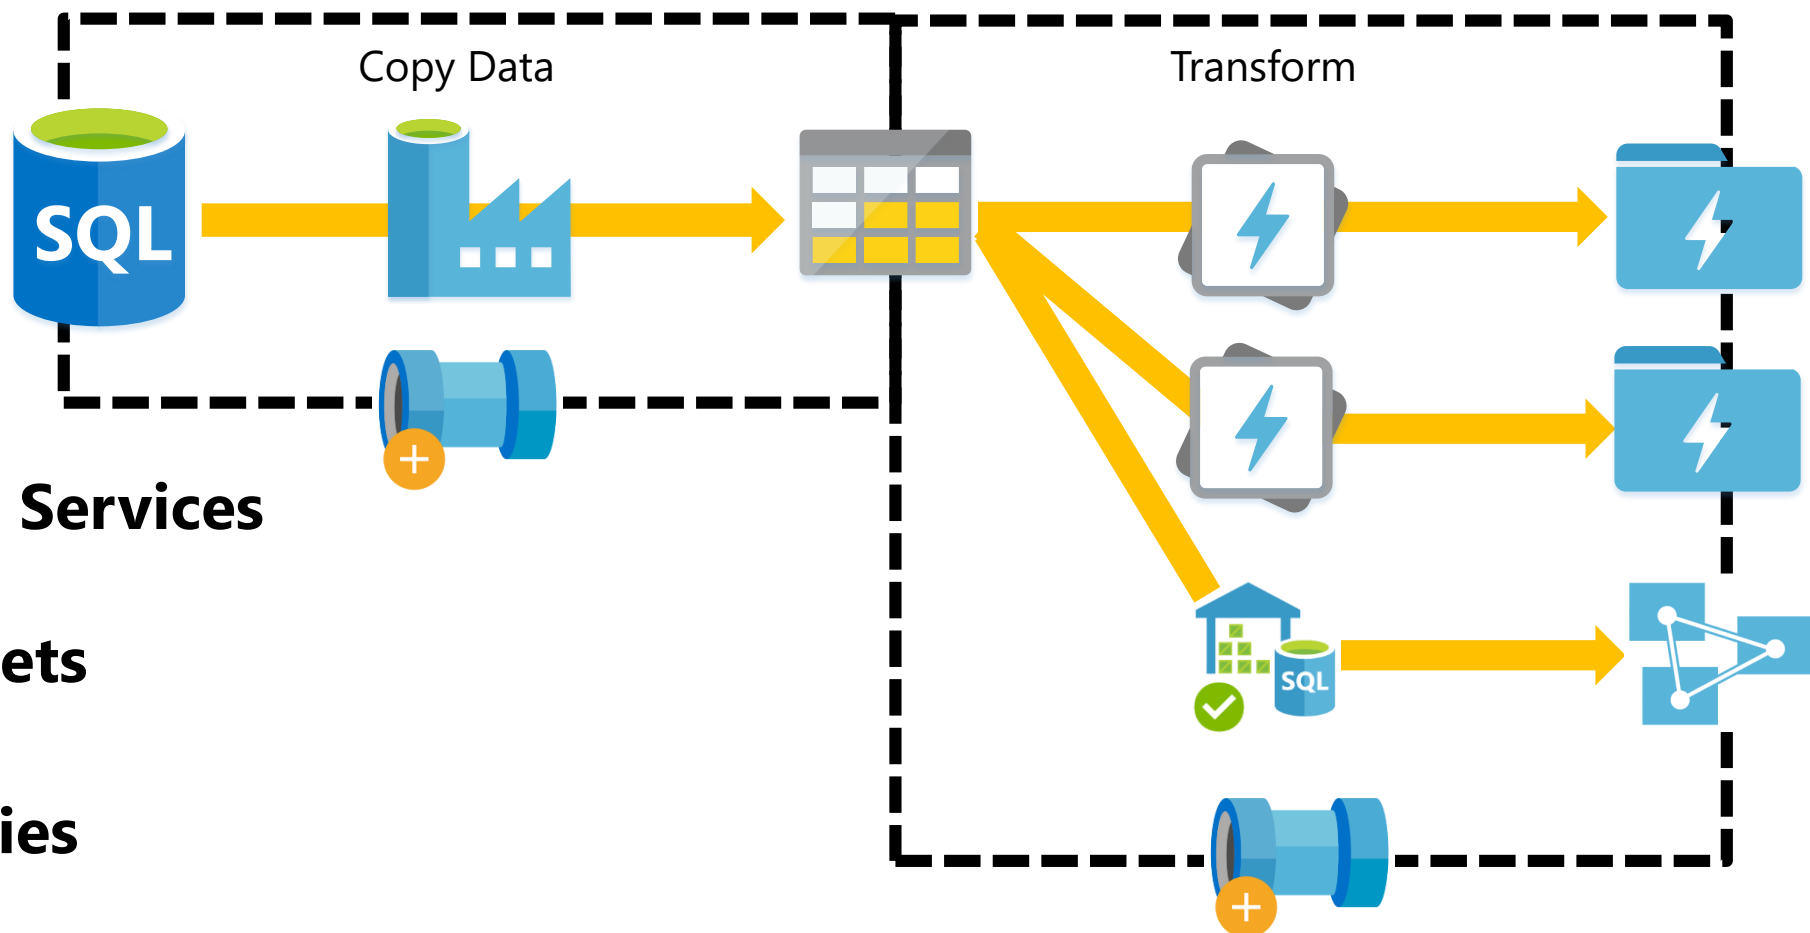 Copy Data
Transform
SQL
Services
ets
SQL
ies